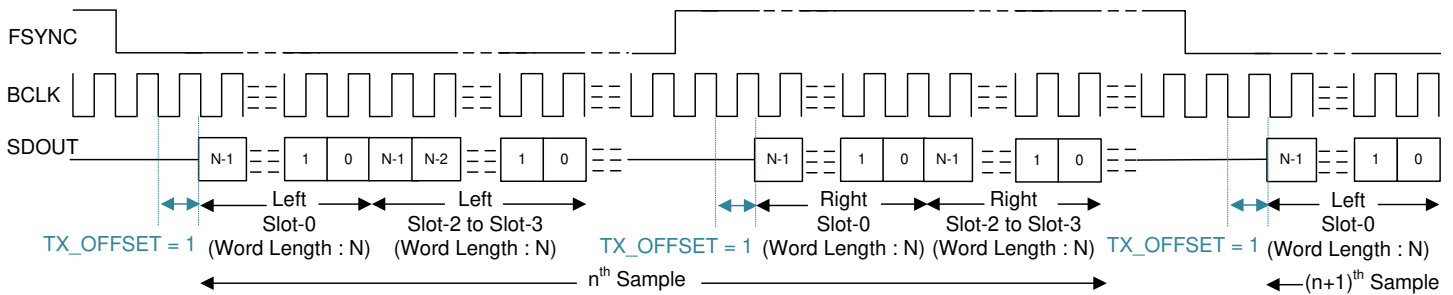 FSYNC
BCLK
SDOUT
N-1 1 0 N-1 N-2 1 0 N-1 1 0 N-1 1 0 N-1 1 0
Left Left Right Right Left
Slot-0 Slot-2 to Slot-3 Slot-0 Slot-2 to Slot-3 Slot-0
TX_OFFSET = 1 (Word Length : N) (Word Length : N) TX_OFFSET = 1 (Word Length : N) (Word Length : N) TX_OFFSET = 1 (Word Length : N)
nth Sample (n+1)th Sample